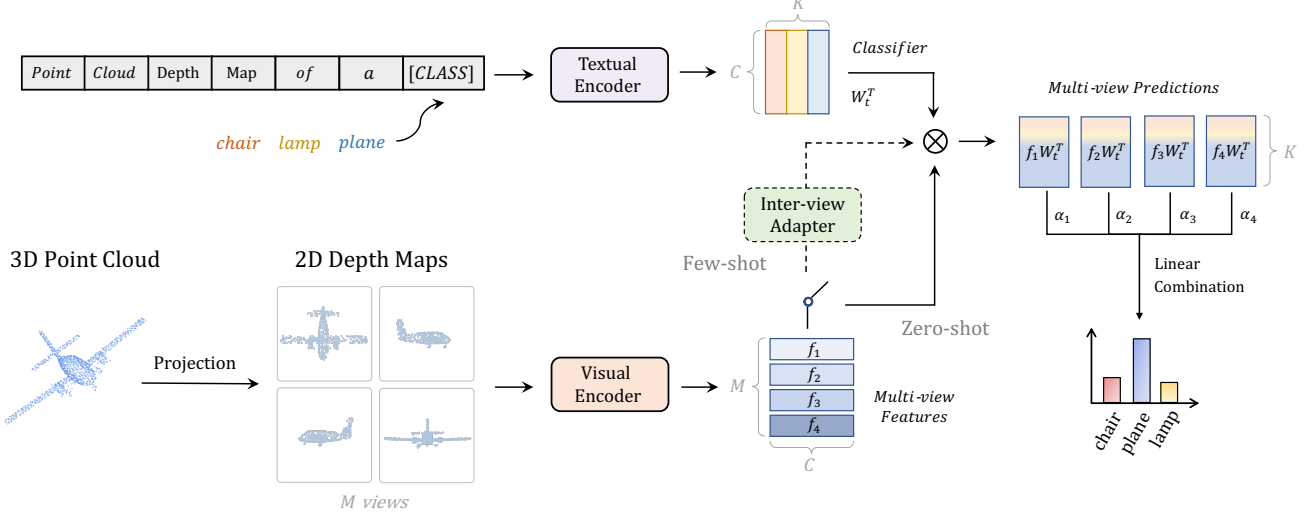 Point Cloud Depth Map of a [CLASS]
chair lamp plane
Textual
Encoder
K
C
Classifier
W_t^T
Multi-view Predictions
f_1W_t^T f_2W_t^T f_3W_t^T f_4W_t^T
K
α_1 α_2 α_3 α_4
Linear
Combination
Inter-view
Adapter
Few-shot
Zero-shot
3D Point Cloud
Projection
2D Depth Maps
M views
Visual
Encoder
M
f_1
f_2
f_3
f_4
C
Multi-view
Features
chair
plane
lamp